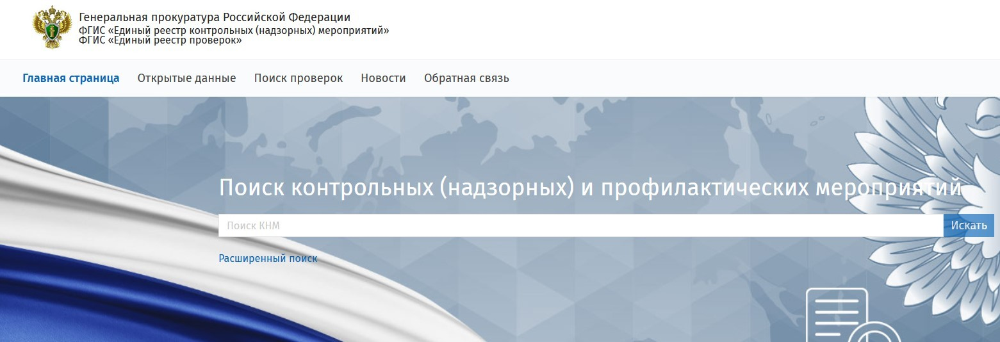 Генеральная прокуратура Российской Федерации
ФГИС «Единый реестр контрольных (надзорных) мероприятий»
ФГИС «Единый реестр проверок»
Главная страница Открытые данные Поиск проверок Новости Обратная связь
Поиск контрольных (надзорных) и профилактических мероприятий
Поиск КНМ Искать
Расширенный поиск